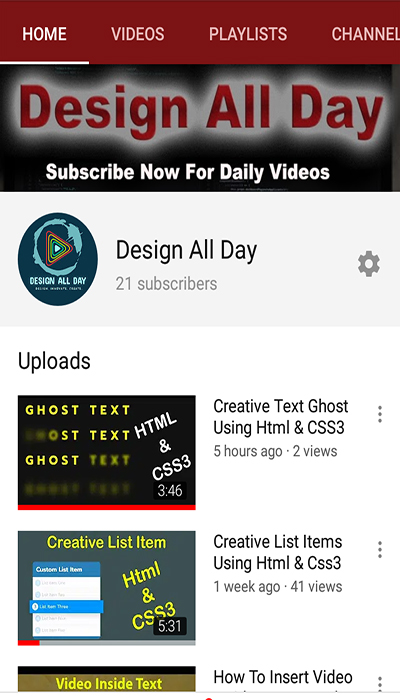 HOME VIDEOS PLAYLISTS CHANNEL
Design All Day
Subscribe Now For Daily Videos
Design All Day
21 subscribers
DESIGN ALL DAY
DESIGN. INNOVATE. CREATE.
Uploads
GHOST TEXT
GHOST TEXT
GHOST TEXT
GHOST TEXT
HTML
&
CSS3
3:46
Creative Text Ghost
Using Html & CSS3
5 hours ago · 2 views
Creative List Item
Custom List Item
List Item Three
Html
&
CSS3
5:31
Creative List Items
Using Html & Css3
1 week ago · 41 views
Video Inside Text
How To Insert Video